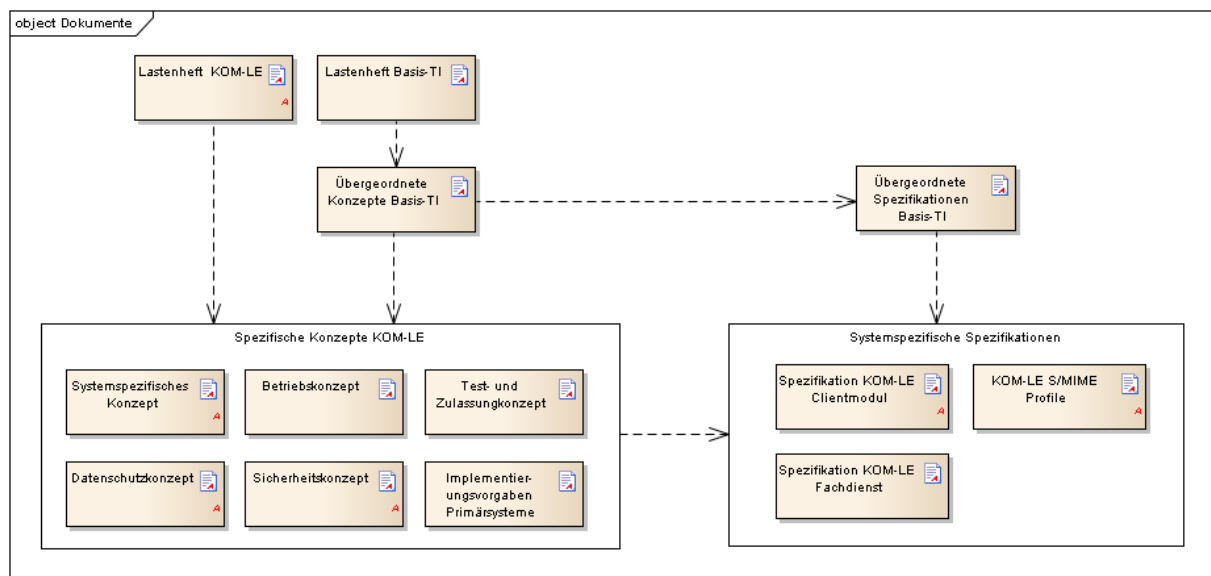 object Dokumente
Lastenheft KOM-LE
A
Lastenheft Basis-TI
Übergeordnete
Konzepte Basis-TI
Übergeordnete
Spezifikationen
Basis-TI
Spezifische Konzepte KOM-LE
Systemspezifisches
Konzept
A
Betriebskonzept
Test- und
Zulassungkonzept
Datenschutzkonzept
A
Sicherheitskonzept
A
Implementier-
ungsvorgaben
Primärsysteme
Systemspezifische Spezifikationen
Spezifikation KOM-LE
Clientmodul
A
KOM-LE S/MIME
Profile
A
Spezifikation KOM-LE
Fachdienst